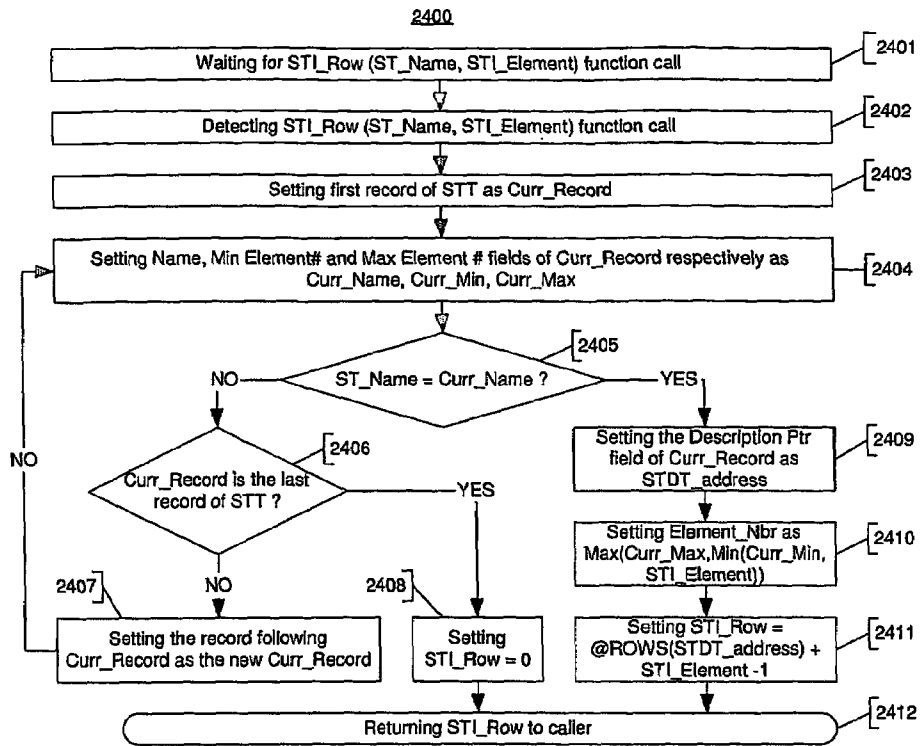 2400
2401
Waiting for STI_Row (ST_Name, STI_Element) function call
2402
Detecting STI_Row (ST_Name, STI_Element) function call
2403
Setting first record of STT as Curr_Record
Setting Name, Min Element# and Max Element # fields of Curr_Record respectively as
Curr_Name, Curr_Min, Curr_Max
2404
2405
NO
ST_Name = Curr_Name ?
YES
2406
NO
Curr_Record is the last
record of STT ?
YES
Setting the Description Ptr
field of Curr_Record as
STDT_address
2409
Setting Element_Nbr as
Max(Curr_Max,Min(Curr_Min,
STI_Element))
2410
2407
NO
2408
Setting the record following
Curr_Record as the new Curr_Record
Setting
STI_Row = 0
Setting STI_Row =
@ROWS(STDT_address) +
STI_Element -1
2411
Returning STI_Row to caller
2412